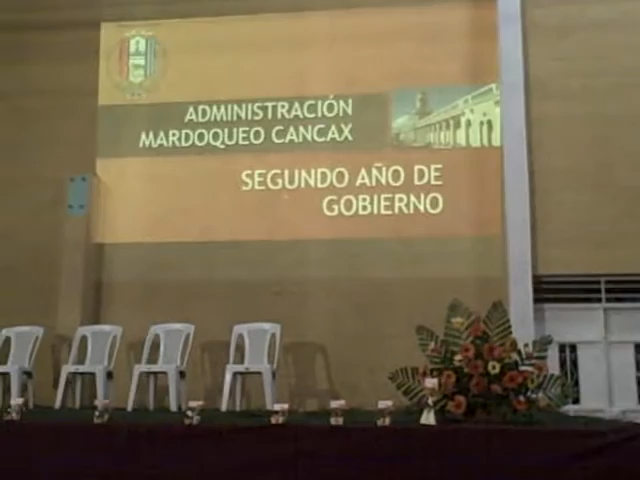 ADMINISTRACIÓN
MARDOQUEO CANCAX
SEGUNDO AÑO DE
GOBIERNO